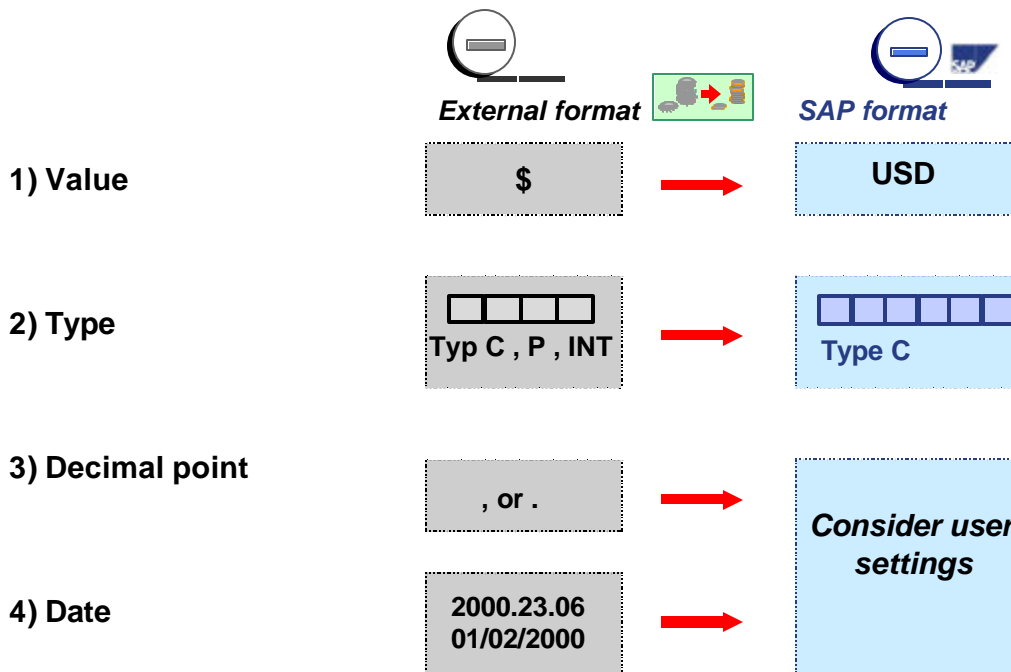 External format
SAP
SAP format
1) Value
$
USD
2) Type
Typ C , P , INT
Type C
3) Decimal point
, or .
Consider user
settings
4) Date
2000.23.06
01/02/2000